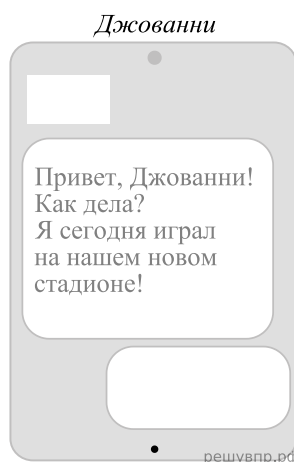 Джованни
Привет, Джованни!
Как дела?
Я сегодня играл
на нашем новом
стадионе!
решувпр.рф